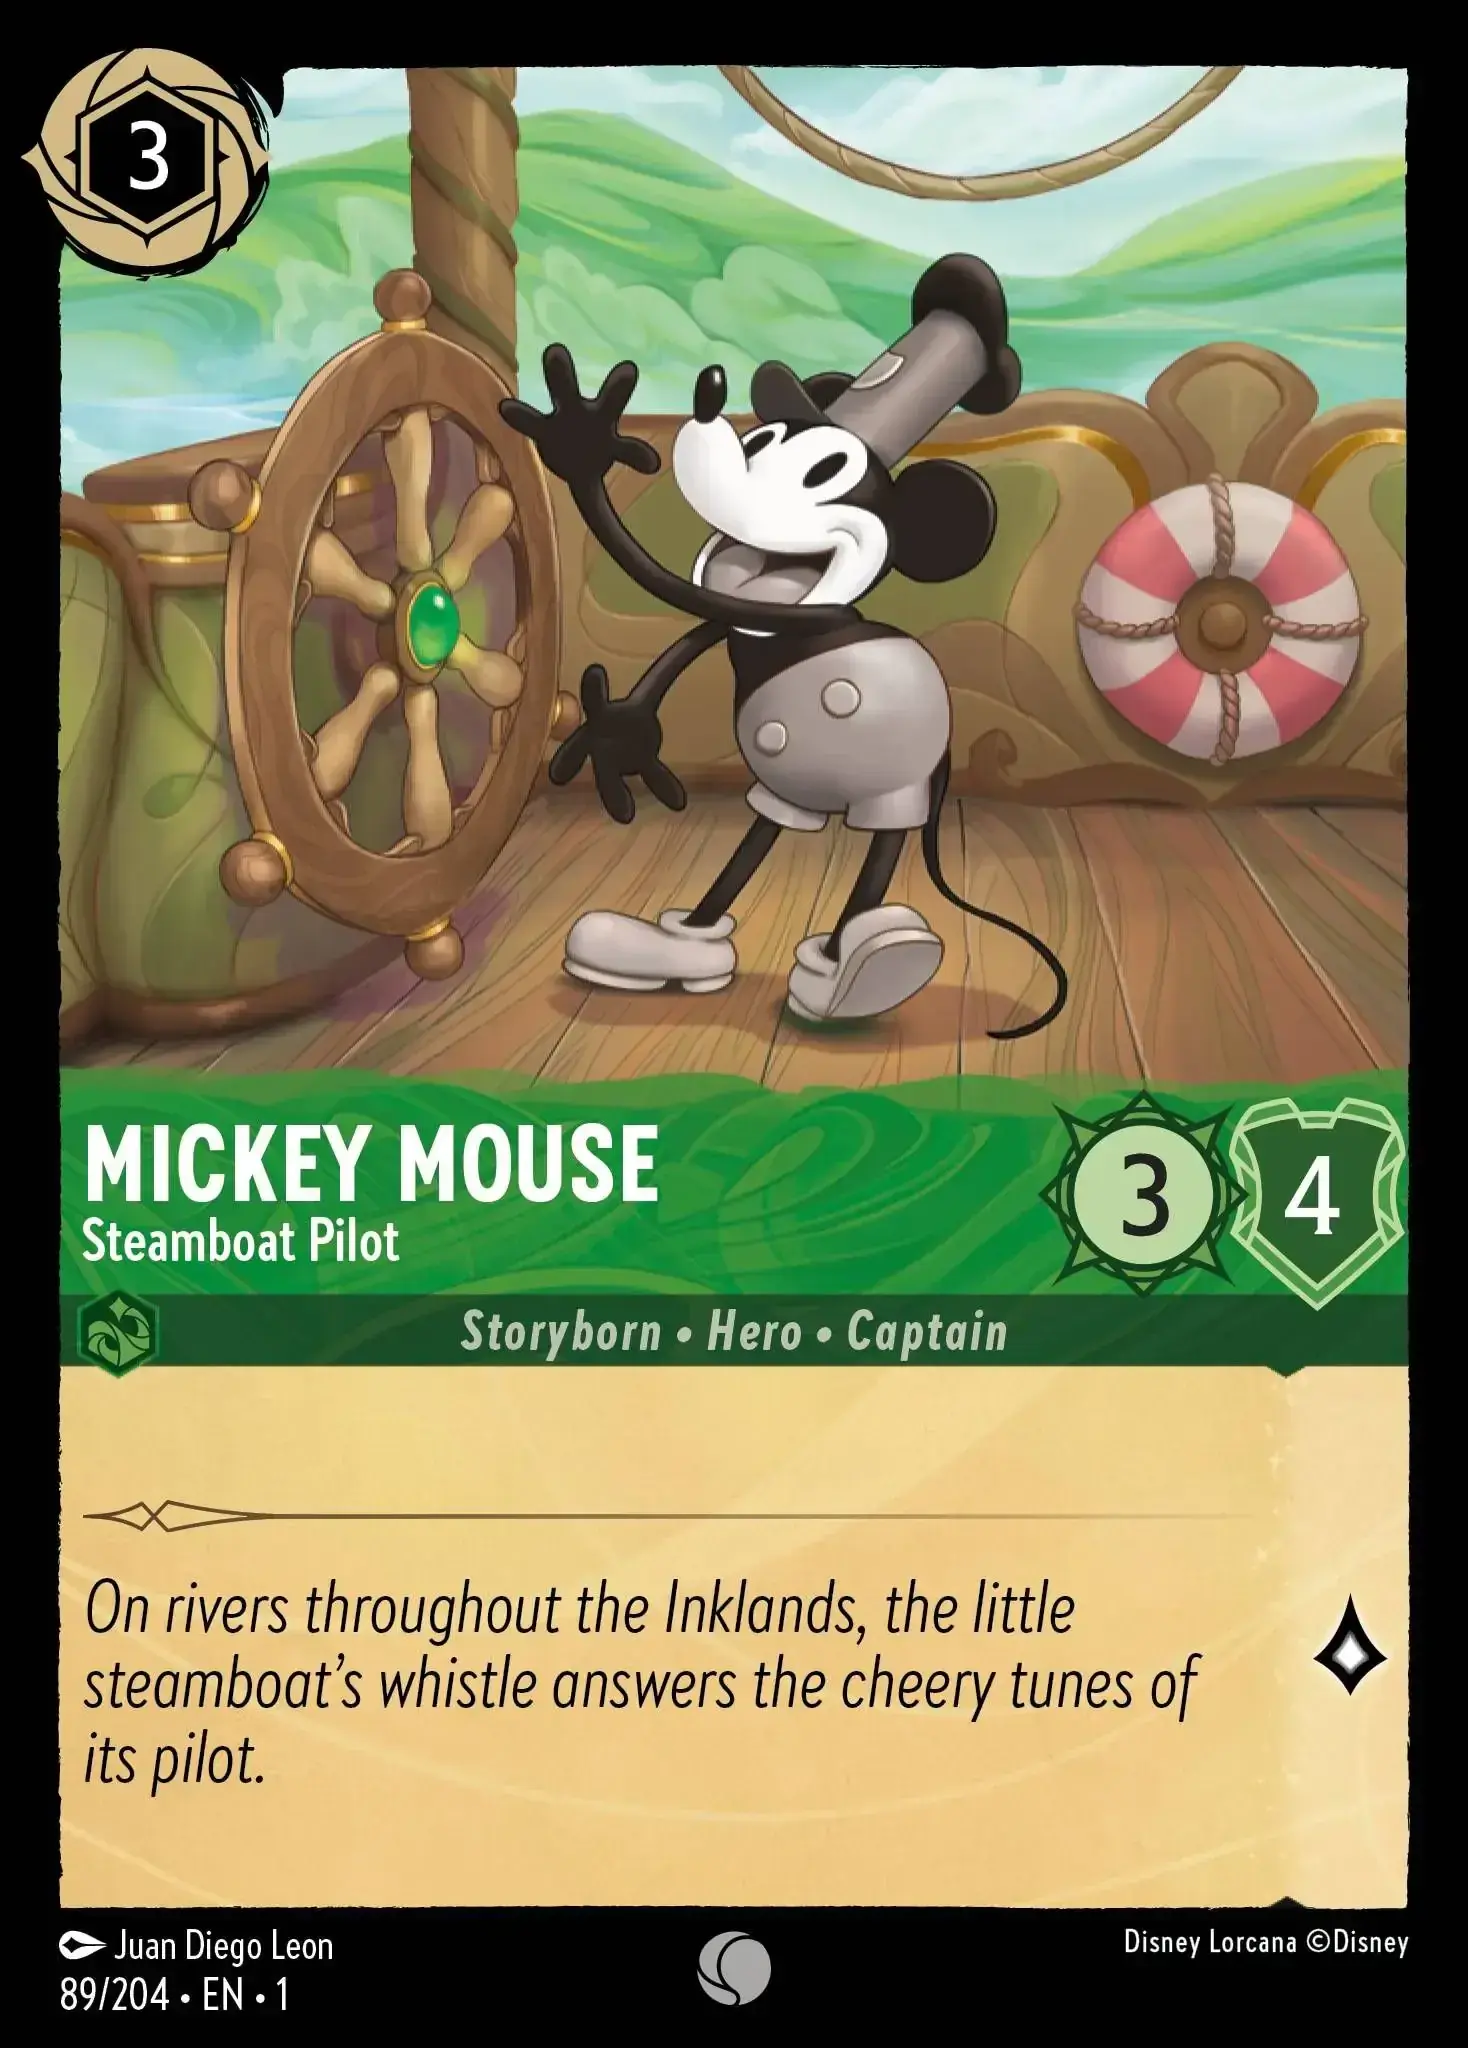 3
MICKEY MOUSE
Steamboat Pilot
3
4
Storyborn • Hero • Captain
On rivers throughout the Inklands, the little
steamboat's whistle answers the cheery tunes of
its pilot.
Juan Diego Leon
89/204 • EN • 1
Disney Lorcana ©Disney